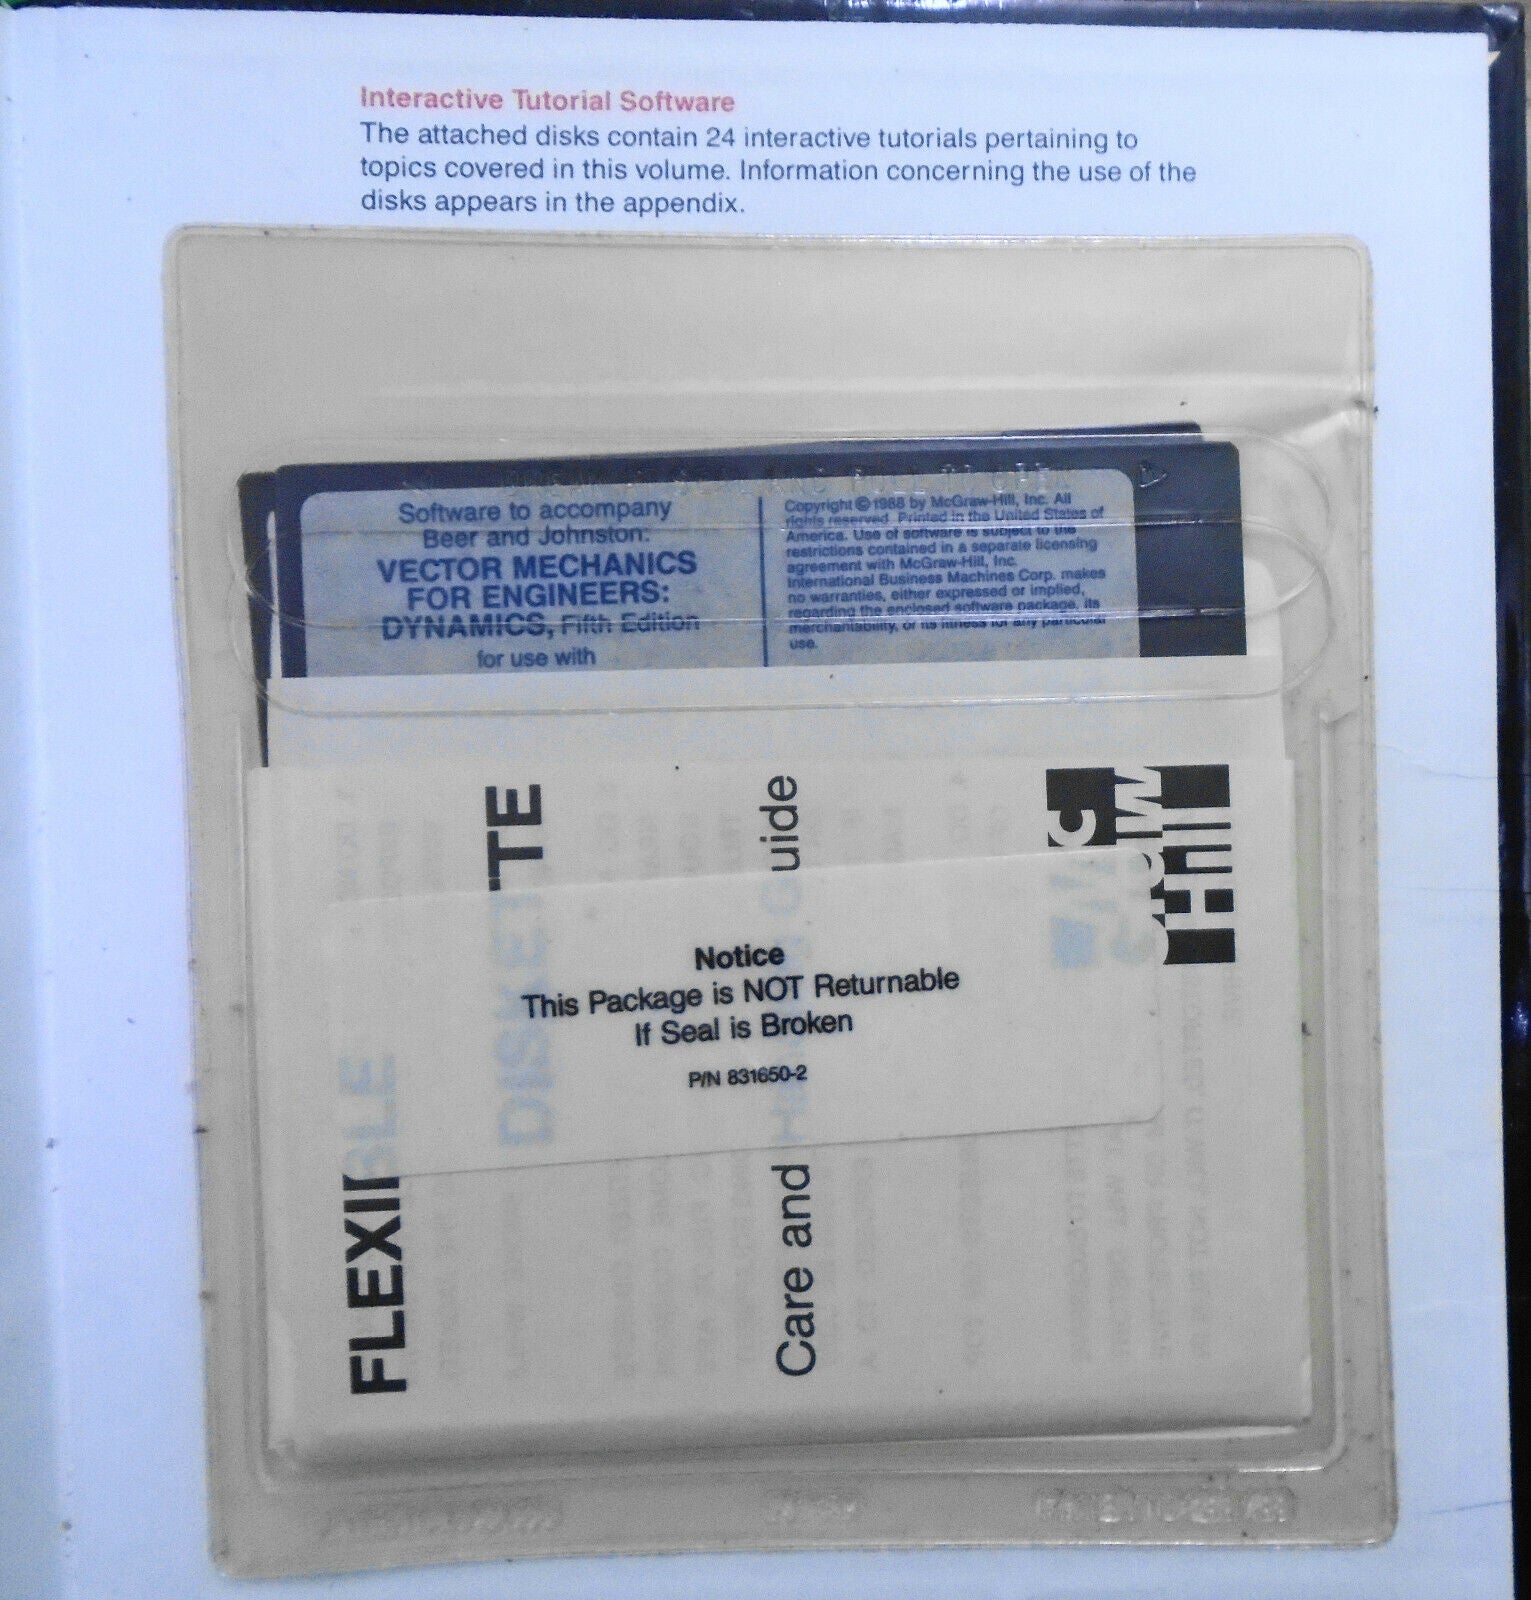 Interactive Tutorial Software
The attached disks contain 24 interactive tutorials pertaining to
topics covered in this volume. Information concerning the use of the
disks appears in the appendix.
Software to accompany
Beer and Johnston:
VECTOR MECHANICS
FOR ENGINEERS:
DYNAMICS, Fifth Edition
for use with
Copyright © 1988 by McGraw-Hill, Inc. All
rights reserved. Printed in the United States of
America. Use of software is subject to the
restrictions contained in a separate licensing
agreement with McGraw-Hill, Inc.
International Business Machines Corp. makes
no warranties, either expressed or implied,
regarding the enclosed software package, its
merchantability, or its fitness for any particular
use.
FLEXIBLE
DISKETTE
Care and Handling Guide
Mc
Graw
Hill
Notice
This Package is NOT Returnable
If Seal is Broken
P/N 831650-2